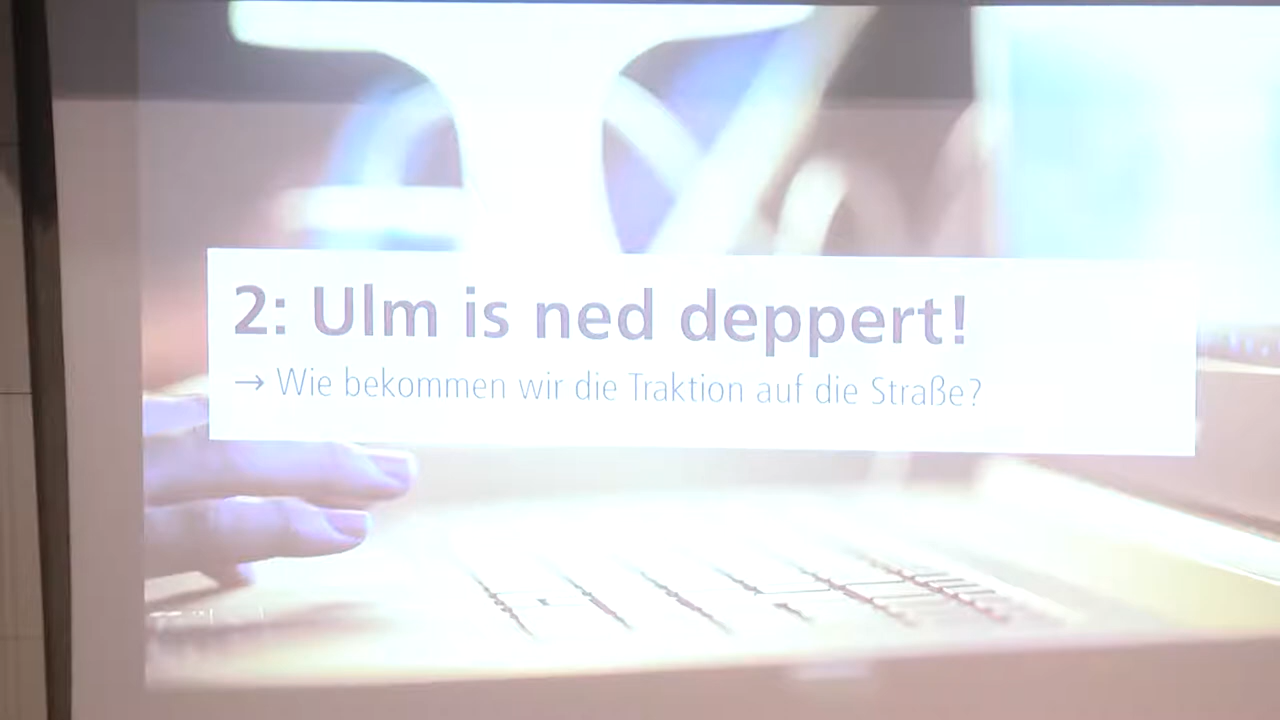 2: Ulm is ned deppert!
→ Wie bekommen wir die Traktion auf die Straße?